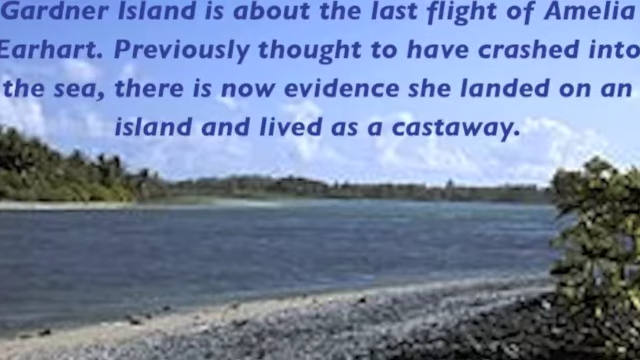 Gardner Island is about the last flight of Amelia
Earhart. Previously thought to have crashed into
the sea, there is now evidence she landed on an
island and lived as a castaway.